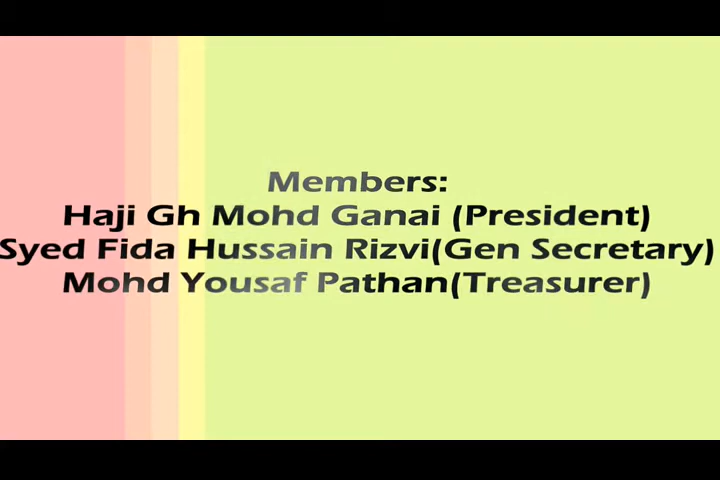 Members:
Haji Gh Mohd Ganai (President)
Syed Fida Hussain Rizvi(Gen Secretary)
Mohd Yousaf Pathan(Treasurer)